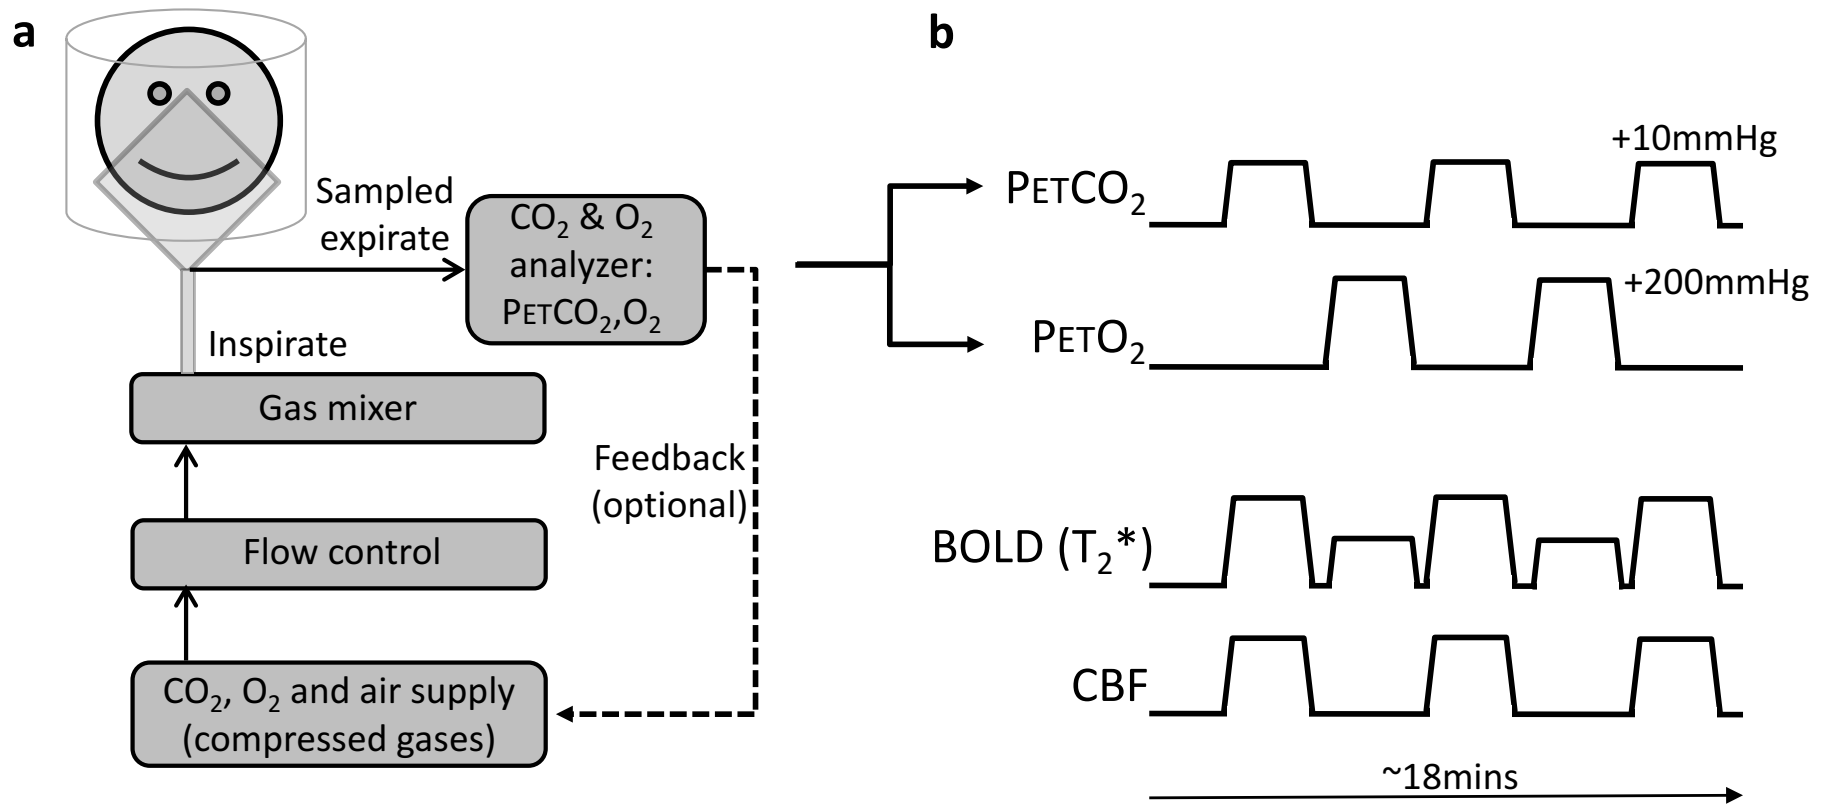 a
Sampled
expirate
CO₂ & O₂
analyzer:
PETCO₂,O₂
Inspirate
Gas mixer
Feedback
(optional)
Flow control
CO₂, O₂ and air supply
(compressed gases)
b
+10mmHg
PETCO₂
+200mmHg
PETO₂
BOLD (T₂*)
CBF
~18mins